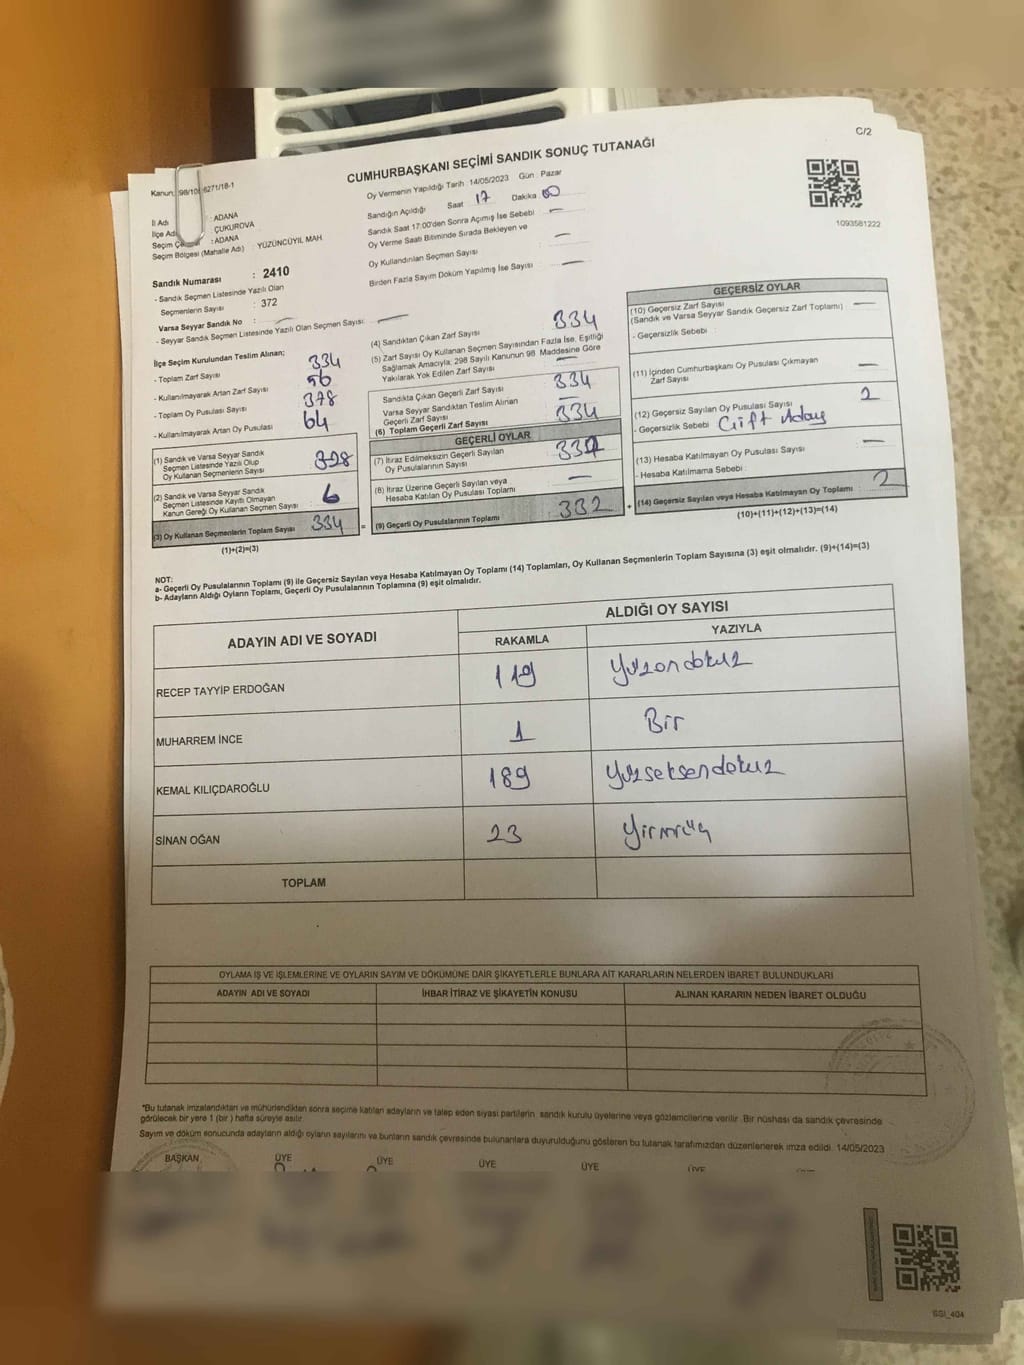 C/2
CUMHURBAŞKANI SEÇİMİ SANDIK SONUÇ TUTANAĞI
Kanun: 298/10 6271/18-1
İl Adı : ADANA
İlçe Adı : ÇUKUROVA
Seçim Çevresi : ADANA
Seçim Bölgesi (Mahalle Adı) : YÜZÜNCÜYIL MAH
Sandık Numarası : 2410
- Sandık Seçmen Listesinde Yazılı Olan
Seçmenlerin Sayısı : 372
Varsa Seyyar Sandık No : —
- Seyyar Sandık Seçmen Listesinde Yazılı Olan Seçmen Sayısı: —
Oy Vermenin Yapıldığı Tarih 14/05/2023 Gün : Pazar
Sandığın Açıldığı Saat 17 Dakika 00
Sandık Saat 17:00'den Sonra Açımış İse Sebebi —
Oy Verme Saati Bitiminde Sırada Bekleyen ve
Oy Kullandırılan Seçmen Sayısı —
Birden Fazla Sayım Döküm Yapılmış İse Sayısı —
1093581222
İlçe Seçim Kurulundan Teslim Alınan;
- Toplam Zarf Sayısı 334
- Kullanılmayarak Artan Zarf Sayısı 56
- Toplam Oy Pusulası Sayısı 378
- Kullanılmayarak Artan Oy Pusulası 64
(1) Sandık ve Varsa Seyyar Sandık
Seçmen Listesinde Yazılı Olup
Oy Kullanan Seçmenlerin Sayısı 328
(2) Sandık ve Varsa Seyyar Sandık
Seçmen Listesinde Kayıtlı Olmayan
Kanun Gereği Oy Kullanan Seçmen Sayısı : 6
(3) Oy Kullanan Seçmenlerin Toplam Sayısı 334
(1)+(2)=(3)
(4) Sandıktan Çıkan Zarf Sayısı 334
(5) Zarf Sayısı Oy Kullanan Seçmen Sayısından Fazla İse, Eşitliği
Sağlamak Amacıyla; 298 Sayılı Kanunun 98 Maddesine Göre
Yakılarak Yok Edilen Zarf Sayısı —
Sandıkta Çıkan Geçerli Zarf Sayısı 334
Varsa Seyyar Sandıktan Teslim Alınan
Geçerli Zarf Sayısı —
(6) Toplam Geçerli Zarf Sayısı 334
GEÇERLİ OYLAR
(7) İtiraz Edilmeksizin Geçerli Sayılan
Oy Pusulalarının Sayısı : 332
(8) İtiraz Üzerine Geçerli Sayılan veya
Hesaba Katılan Oy Pusulası Toplamı : —
= (9) Geçerli Oy Pusulalarının Toplamı : 332
GEÇERSİZ OYLAR
(10) Geçersiz Zarf Sayısı —
(Sandık ve Varsa Seyyar Sandık Geçersiz Zarf Toplamı) :
- Geçersizlik Sebebi :
(11) İçinden Cumhurbaşkanı Oy Pusulası Çıkmayan
Zarf Sayısı —
(12) Geçersiz Sayılan Oy Pusulası Sayısı 2
- Geçersizlik Sebebi : Çift Aday
(13) Hesaba Katılmayan Oy Pusulası Sayısı —
- Hesaba Katılmama Sebebi :
+ (14) Geçersiz Sayılan veya Hesaba Katılmayan Oy Toplamı : 2
(10)+(11)+(12)+(13)=(14)
NOT:
a- Geçerli Oy Pusulalarının Toplamı (9) ile Geçersiz Sayılan veya Hesaba Katılmayan Oy Toplamı (14) Toplamları, Oy Kullanan Seçmenlerin Toplam Sayısına (3) eşit olmalıdır. (9)+(14)=(3)
b- Adayların Aldığı Oyların Toplamı, Geçerli Oy Pusulalarının Toplamına (9) eşit olmalıdır.
ADAYIN ADI VE SOYADI
ALDIĞI OY SAYISI
RAKAMLA YAZIYLA
RECEP TAYYİP ERDOĞAN 119 Yüzondokuz
MUHARREM İNCE 1 Bir
KEMAL KILIÇDAROĞLU 189 Yüzseksendokuz
SİNAN OĞAN 23 Yirmiüç
TOPLAM
OYLAMA İŞ VE İŞLEMLERİNE VE OYLARIN SAYIM VE DÖKÜMÜNE DAİR ŞİKAYETLERLE BUNLARA AİT KARARLARIN NELERDEN İBARET BULUNDUKLARI
ADAYIN ADI VE SOYADI İHBAR İTİRAZ VE ŞİKAYETİN KONUSU ALINAN KARARIN NEDEN İBARET OLDUĞU
*Bu tutanak imzalandıktan ve mühürlendikten sonra seçime katılan adayların ve talep eden siyasi partilerin, sandık kurulu üyelerine veya gözlemcilerine verilir. Bir nüshası da sandık çevresinde
görülecek bir yere 1 (bir ) hafta süreyle asılır.
Sayım ve döküm sonucunda adayların aldığı oyların sayılarını ve bunların sandık çevresinde bulunanlara duyurulduğunu gösteren bu tutanak tarafımızdan düzenlenerek imza edildi. 14/05/2023
BAŞKAN ÜYE ÜYE ÜYE ÜYE ÜYE